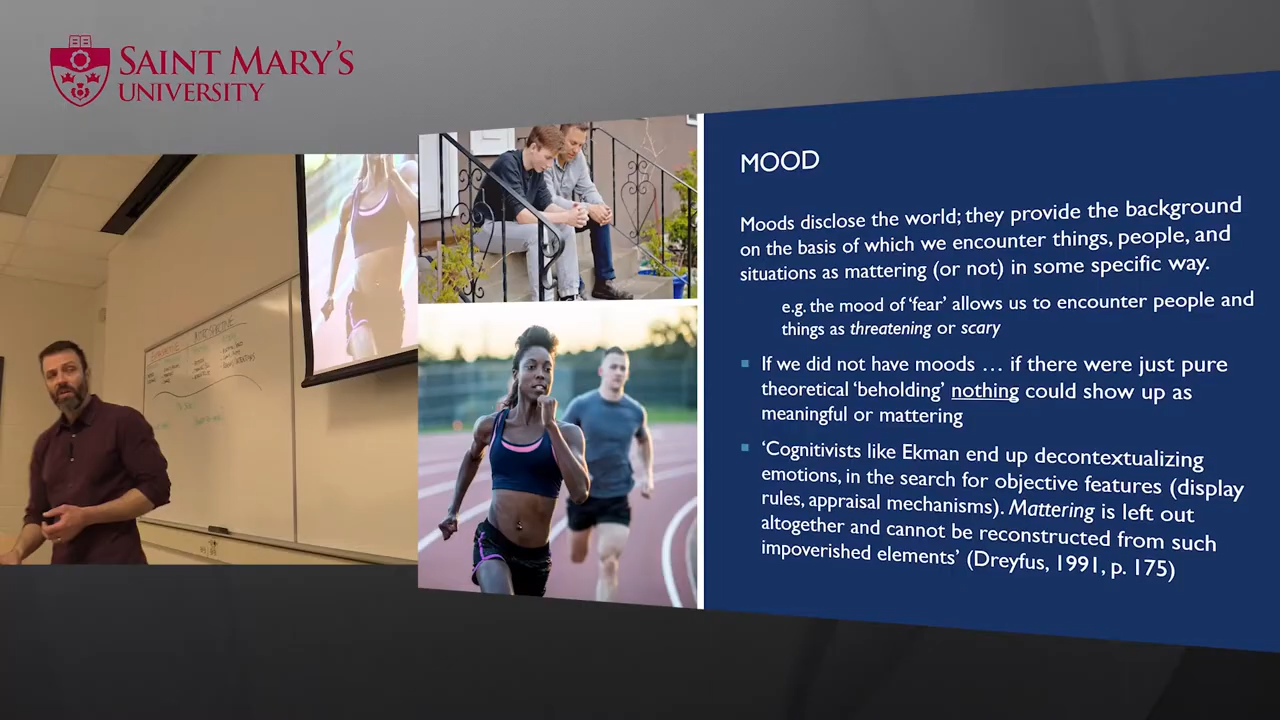 SAINT MARY'S
UNIVERSITY
MOOD
Moods disclose the world; they provide the background
on the basis of which we encounter things, people, and
situations as mattering (or not) in some specific way.
e.g. the mood of 'fear' allows us to encounter people and
things as threatening or scary
If we did not have moods … if there were just pure
theoretical 'beholding' nothing could show up as
meaningful or mattering
'Cognitivists like Ekman end up decontextualizing
emotions, in the search for objective features (display
rules, appraisal mechanisms). Mattering is left out
altogether and cannot be reconstructed from such
impoverished elements' (Dreyfus, 1991, p. 175)